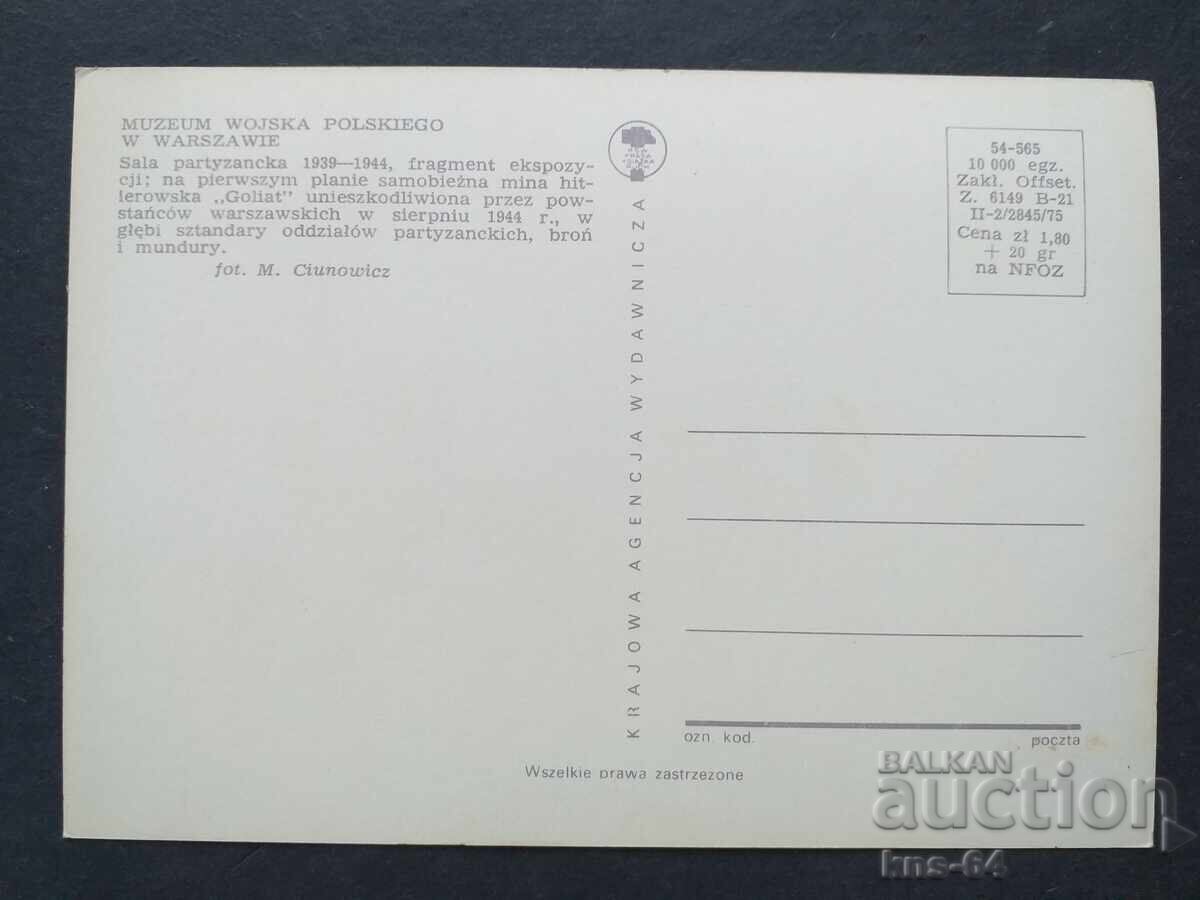 MUZEUM WOJSKA POLSKIEGO
W WARSZAWIE
Sala partyzancka 1939—1944, fragment ekspozy-
cji; na pierwszym planie samobieżna mina hit-
lerowska „Goliat" unieszkodliwiona przez pow-
stańców warszawskich w sierpniu 1944 r., w
głębi sztandary oddziałów partyzanckich, broń
i mundury.
fot. M. Ciunowicz
KRAJOWA AGENCJA WYDAWNICZA
54-565
10 000 egz.
Zakł. Offset.
Z. 6149 B-21
II-2/2845/75
Cena zł 1,80
+ 20 gr
na NFOZ
ozn. kod.
poczta
Wszelkie prawa zastrzezone
BALKAN
auction
kns-64